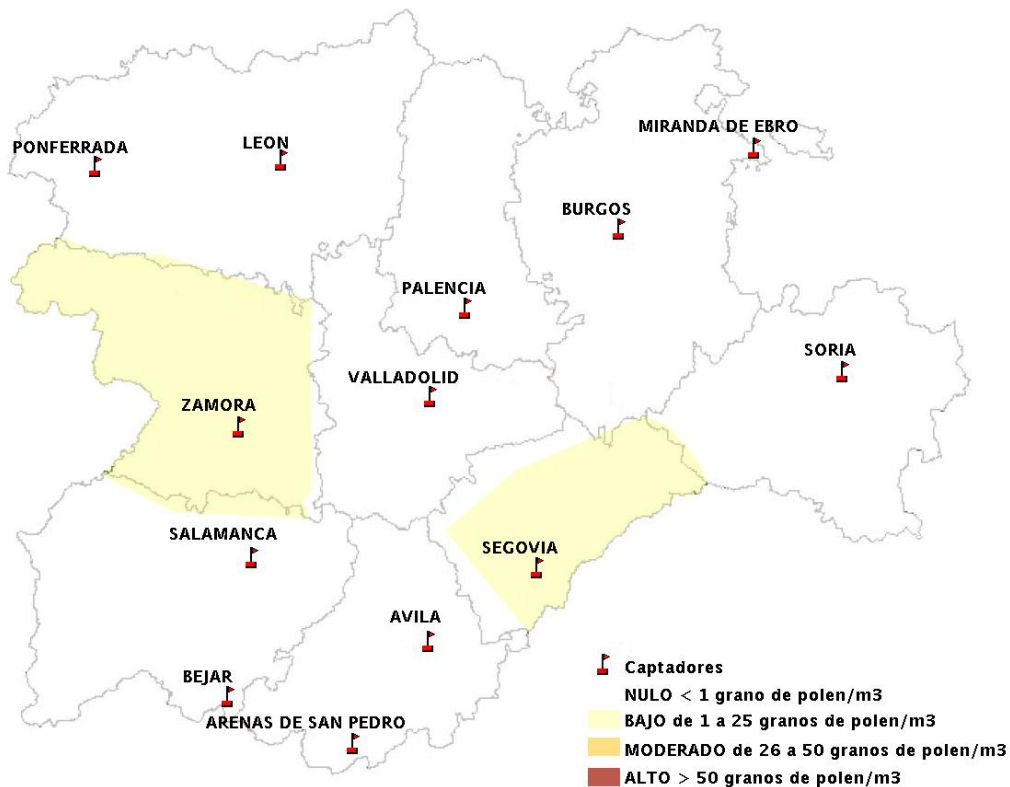 MIRANDA DE EBRO
PONFERRADA
LEON
BURGOS
PALENCIA
SORIA
VALLADOLID
ZAMORA
SALAMANCA
SEGOVIA
AVILA
BEJAR
ARENAS DE SAN PEDRO
Captadores
NULO < 1 grano de polen/m3
BAJO de 1 a 25 granos de polen/m3
MODERADO de 26 a 50 granos de polen/m3
ALTO > 50 granos de polen/m3